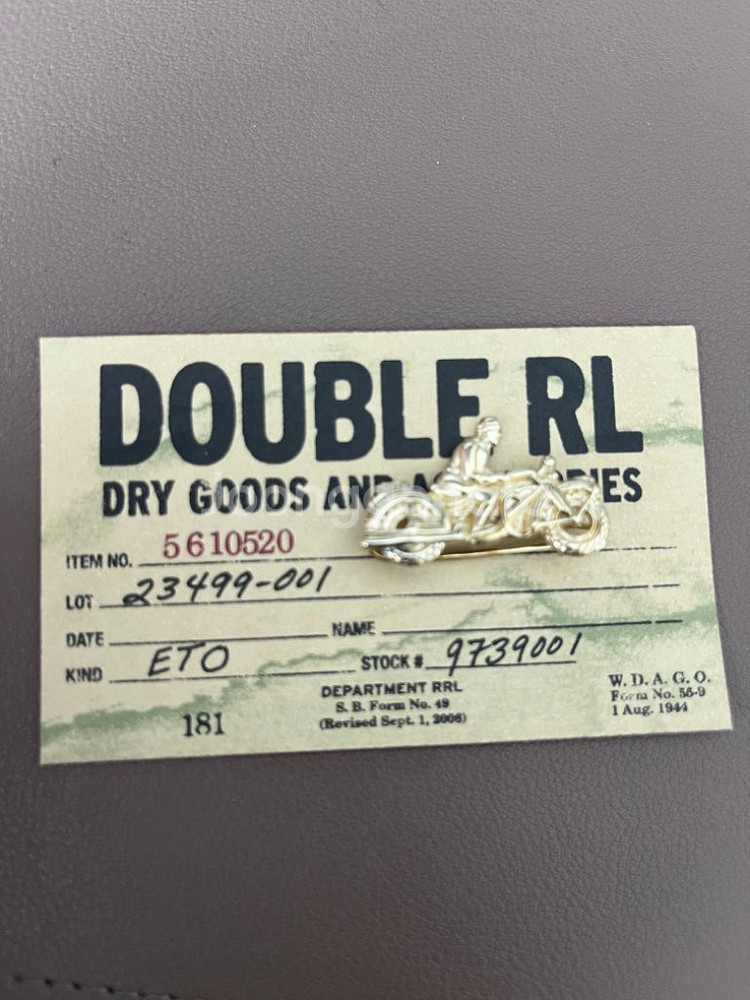 DOUBLE RL
DRY GOODS AND
ITEM NO. 5610520
LOT 23499-001
DATE NAME
KIND ETO STOCK # 9739001
DEPARTMENT RRL
S. B. Form No. 49
(Revised Sept. 1, 2006)
181
W. D. A. G. O.
Form No. 55-9
1 Aug. 1944